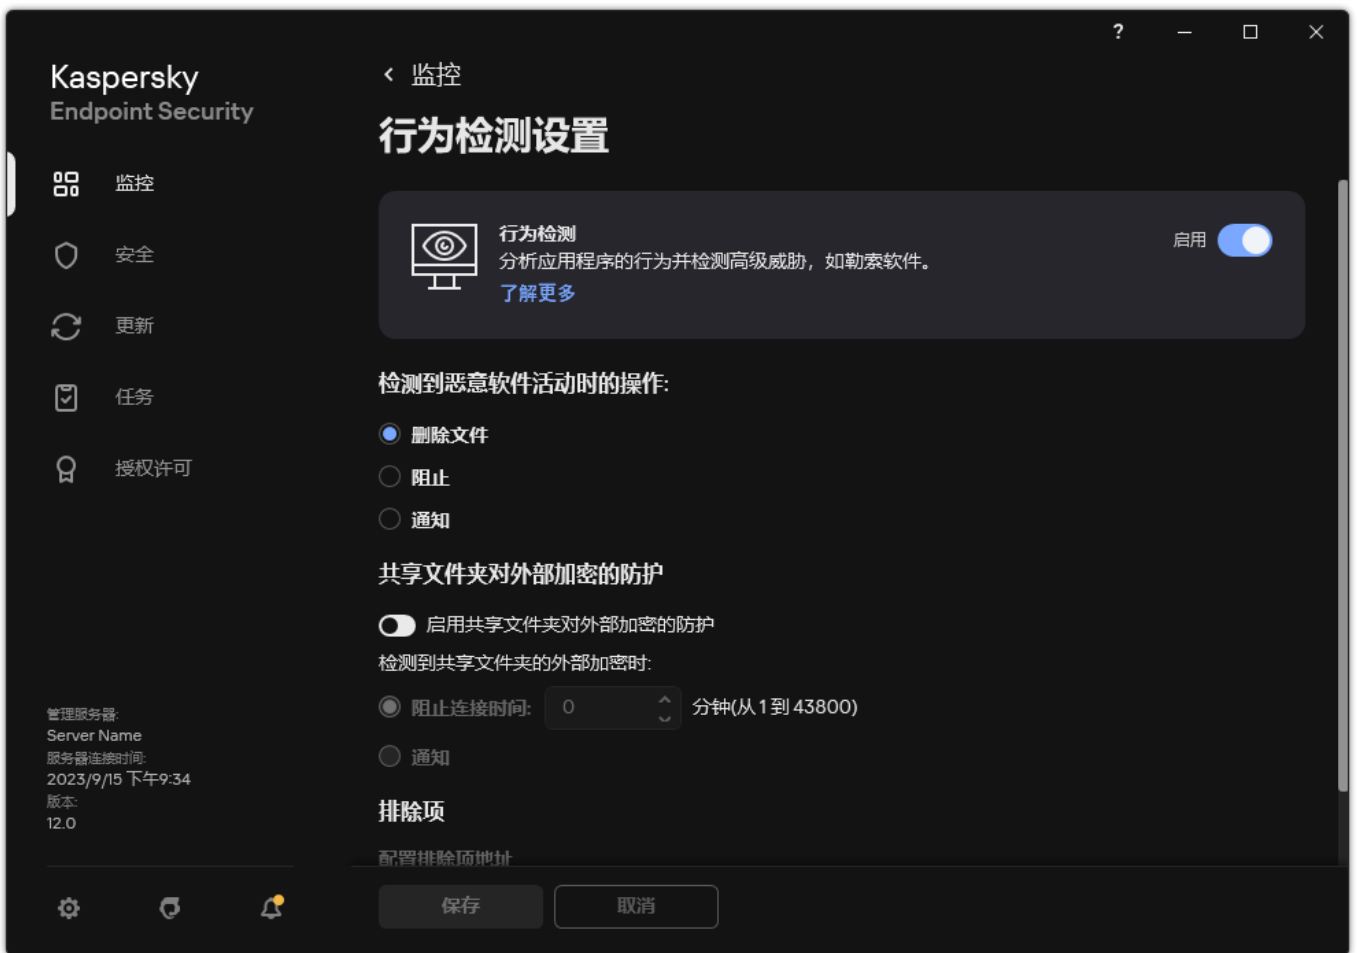 ?
Kaspersky
Endpoint Security
监控
安全
更新
任务
授权许可
管理服务器:
Server Name
服务器连接时间:
2023/9/15 下午9:34
版本:
12.0
监控
行为检测设置
行为检测
分析应用程序的行为并检测高级威胁，如勒索软件。
了解更多
启用
检测到恶意软件活动时的操作:
删除文件
阻止
通知
共享文件夹对外部加密的防护
启用共享文件夹对外部加密的防护
检测到共享文件夹的外部加密时:
阻止连接时间: 0 分钟(从 1 到 43800)
通知
排除项
配置排除项地址
保存
取消